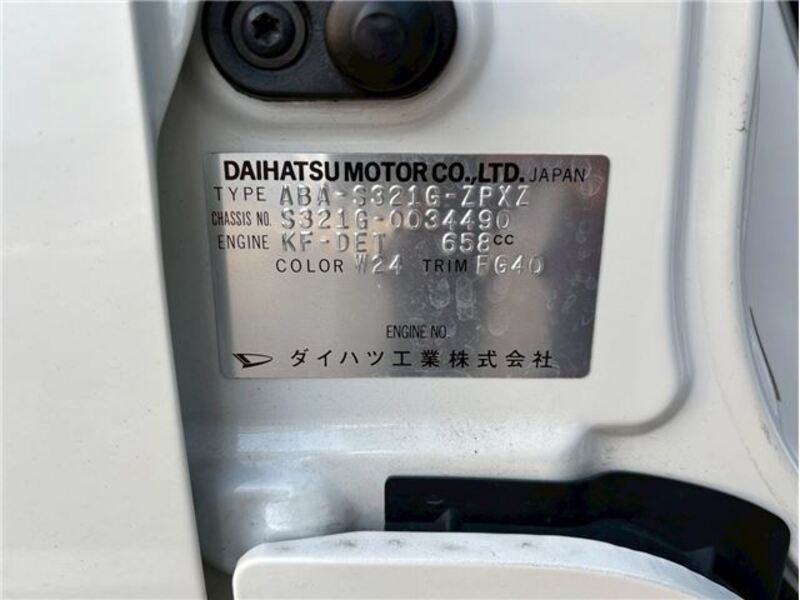 DAIHATSU MOTOR CO.,LTD. JAPAN
TYPE ABA-S321G-ZPXZ
CHASSIS NO. S321G-0034490
ENGINE KF-DET 658CC
COLOR W24 TRIM FG40
ENGINE NO.
ダイハツ工業株式会社